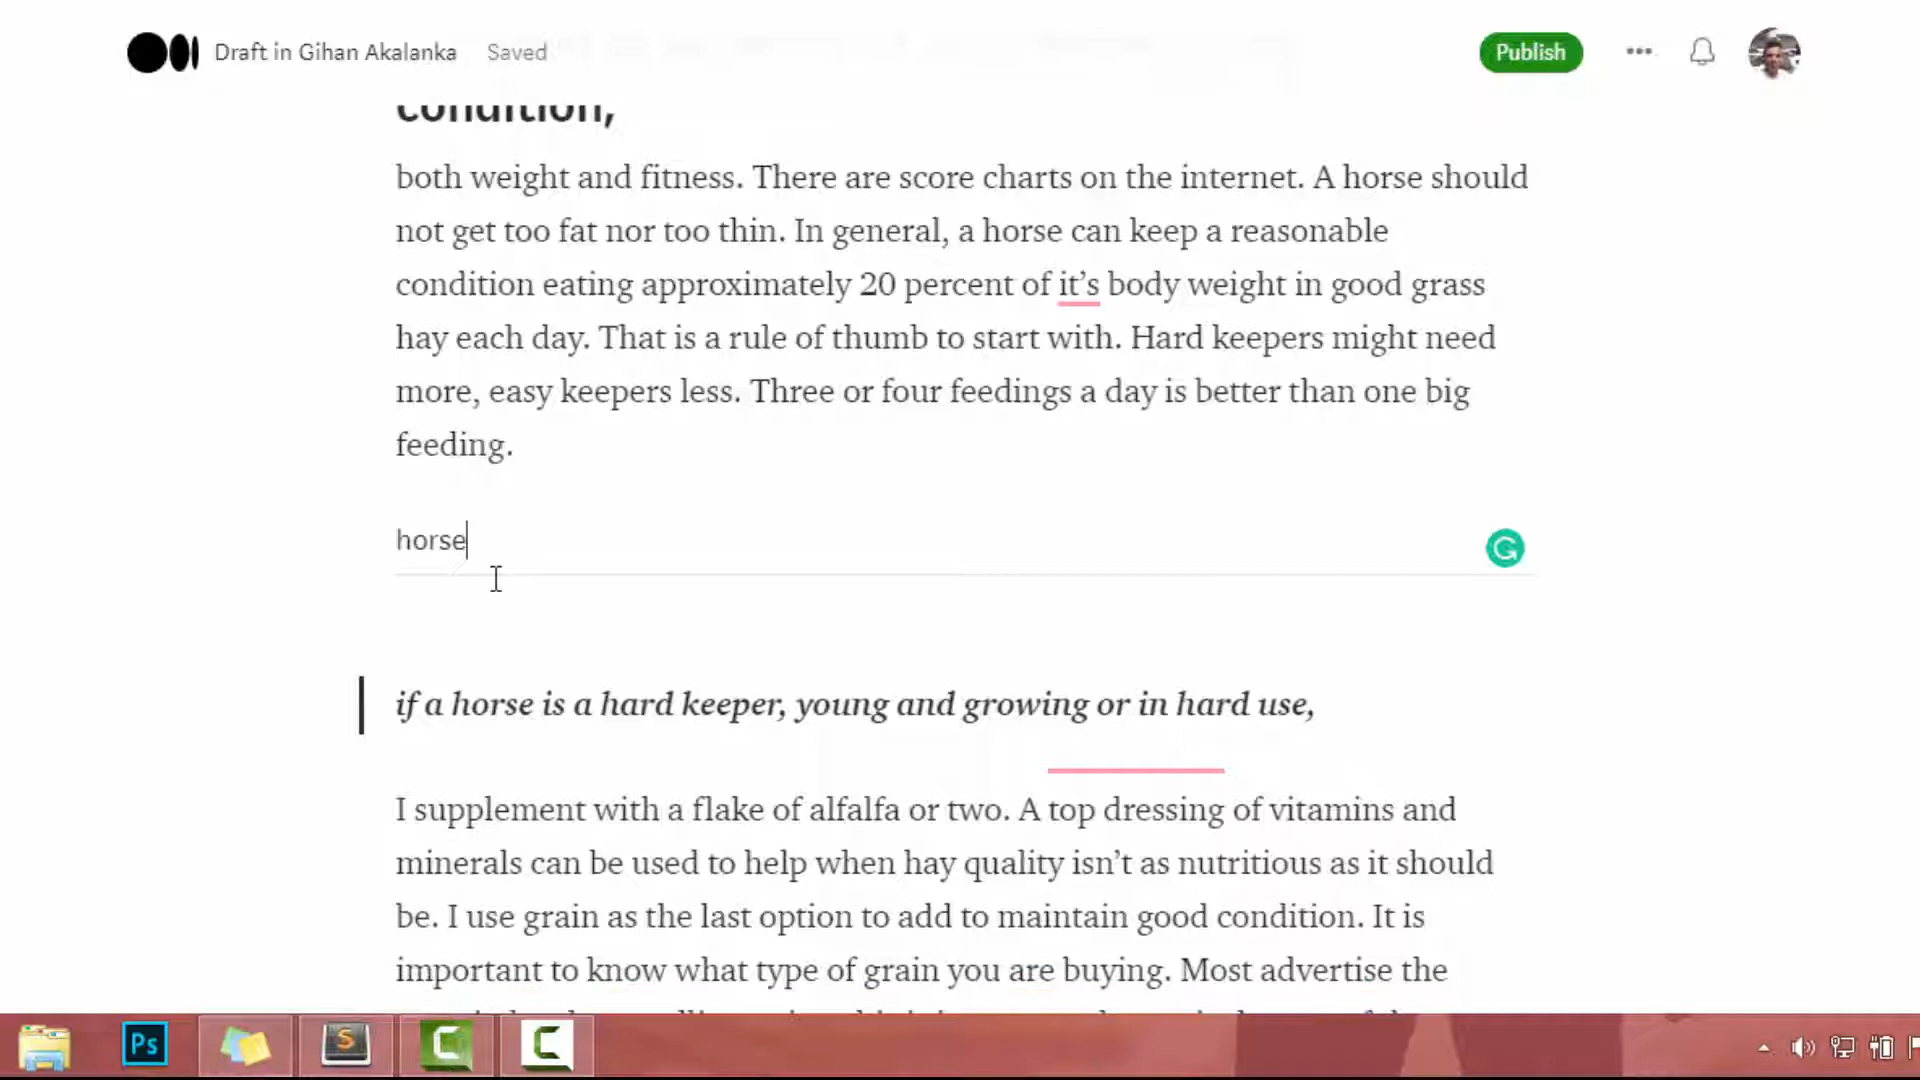 Draft in Gihan Akalanka Saved
Publish
condition,
both weight and fitness. There are score charts on the internet. A horse should
not get too fat nor too thin. In general, a horse can keep a reasonable
condition eating approximately 20 percent of it’s body weight in good grass
hay each day. That is a rule of thumb to start with. Hard keepers might need
more, easy keepers less. Three or four feedings a day is better than one big
feeding.
horse
if a horse is a hard keeper, young and growing or in hard use,
I supplement with a flake of alfalfa or two. A top dressing of vitamins and
minerals can be used to help when hay quality isn’t as nutritious as it should
be. I use grain as the last option to add to maintain good condition. It is
important to know what type of grain you are buying. Most advertise the
Ps